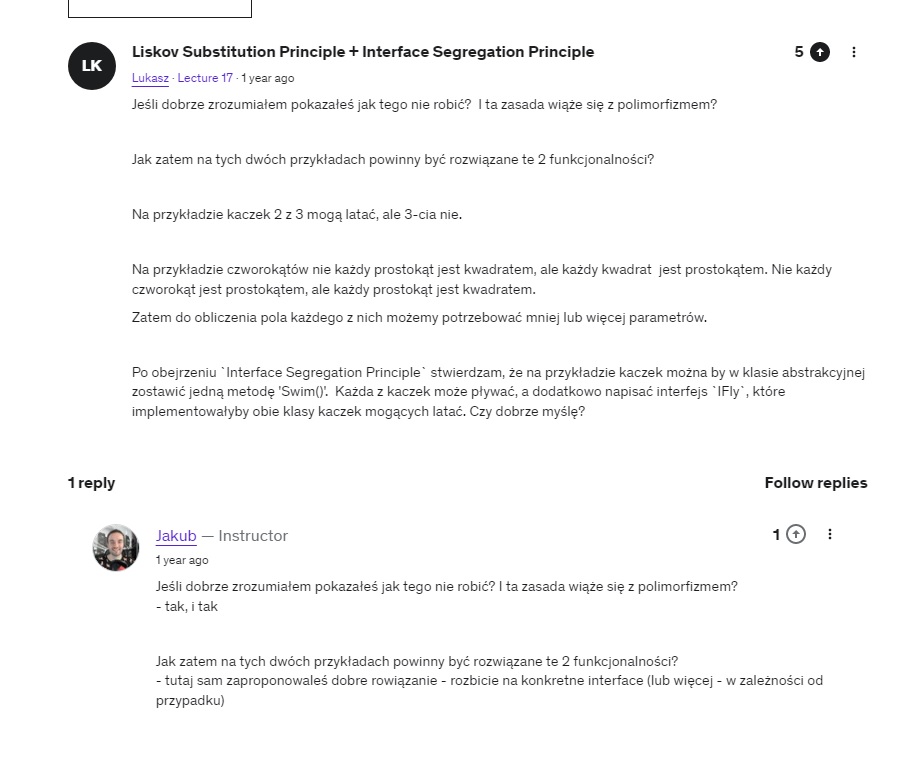 LK
Liskov Substitution Principle + Interface Segregation Principle
5
Lukasz · Lecture 17 · 1 year ago
Jeśli dobrze zrozumiałem pokazałeś jak tego nie robić?  I ta zasada wiąże się z polimorfizmem?
Jak zatem na tych dwóch przykładach powinny być rozwiązane te 2 funkcjonalności?
Na przykładzie kaczek 2 z 3 mogą latać, ale 3-cia nie.
Na przykładzie czworokątów nie każdy prostokąt jest kwadratem, ale każdy kwadrat  jest prostokątem. Nie każdy
czworokąt jest prostokątem, ale każdy prostokąt jest kwadratem.
Zatem do obliczenia pola każdego z nich możemy potrzebować mniej lub więcej parametrów.
Po obejrzeniu `Interface Segregation Principle` stwierdzam, że na przykładzie kaczek można by w klasie abstrakcyjnej
zostawić jedną metodę 'Swim()'.  Każda z kaczek może pływać, a dodatkowo napisać interfejs `IFly`, które
implementowałyby obie klasy kaczek mogących latać. Czy dobrze myślę?
1 reply
Follow replies
Jakub — Instructor
1
1 year ago
Jeśli dobrze zrozumiałem pokazałeś jak tego nie robić? I ta zasada wiąże się z polimorfizmem?
- tak, i tak
Jak zatem na tych dwóch przykładach powinny być rozwiązane te 2 funkcjonalności?
- tutaj sam zaproponowaleś dobre rowiązanie - rozbicie na konkretne interface (lub więcej - w zależności od
przypadku)